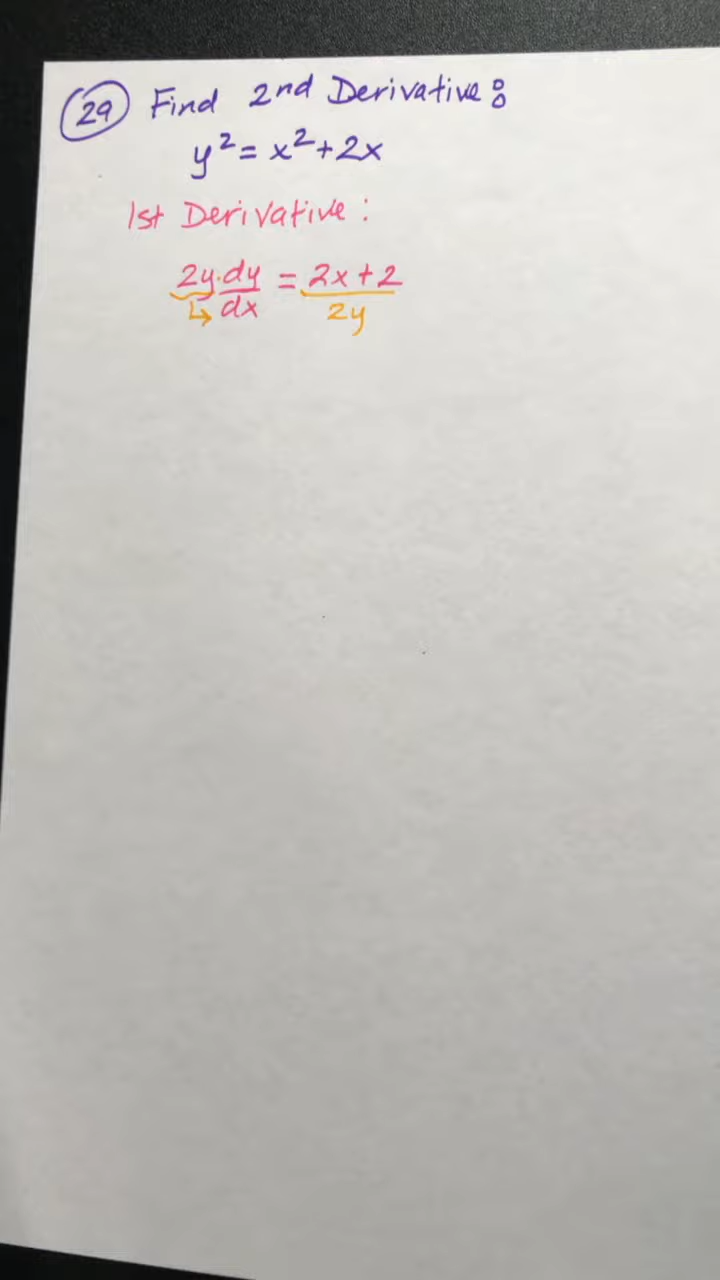 29 Find 2nd Derivative:
y² = x² + 2x
1st Derivative:
2y · dy/dx = 2x + 2
↳ 2y